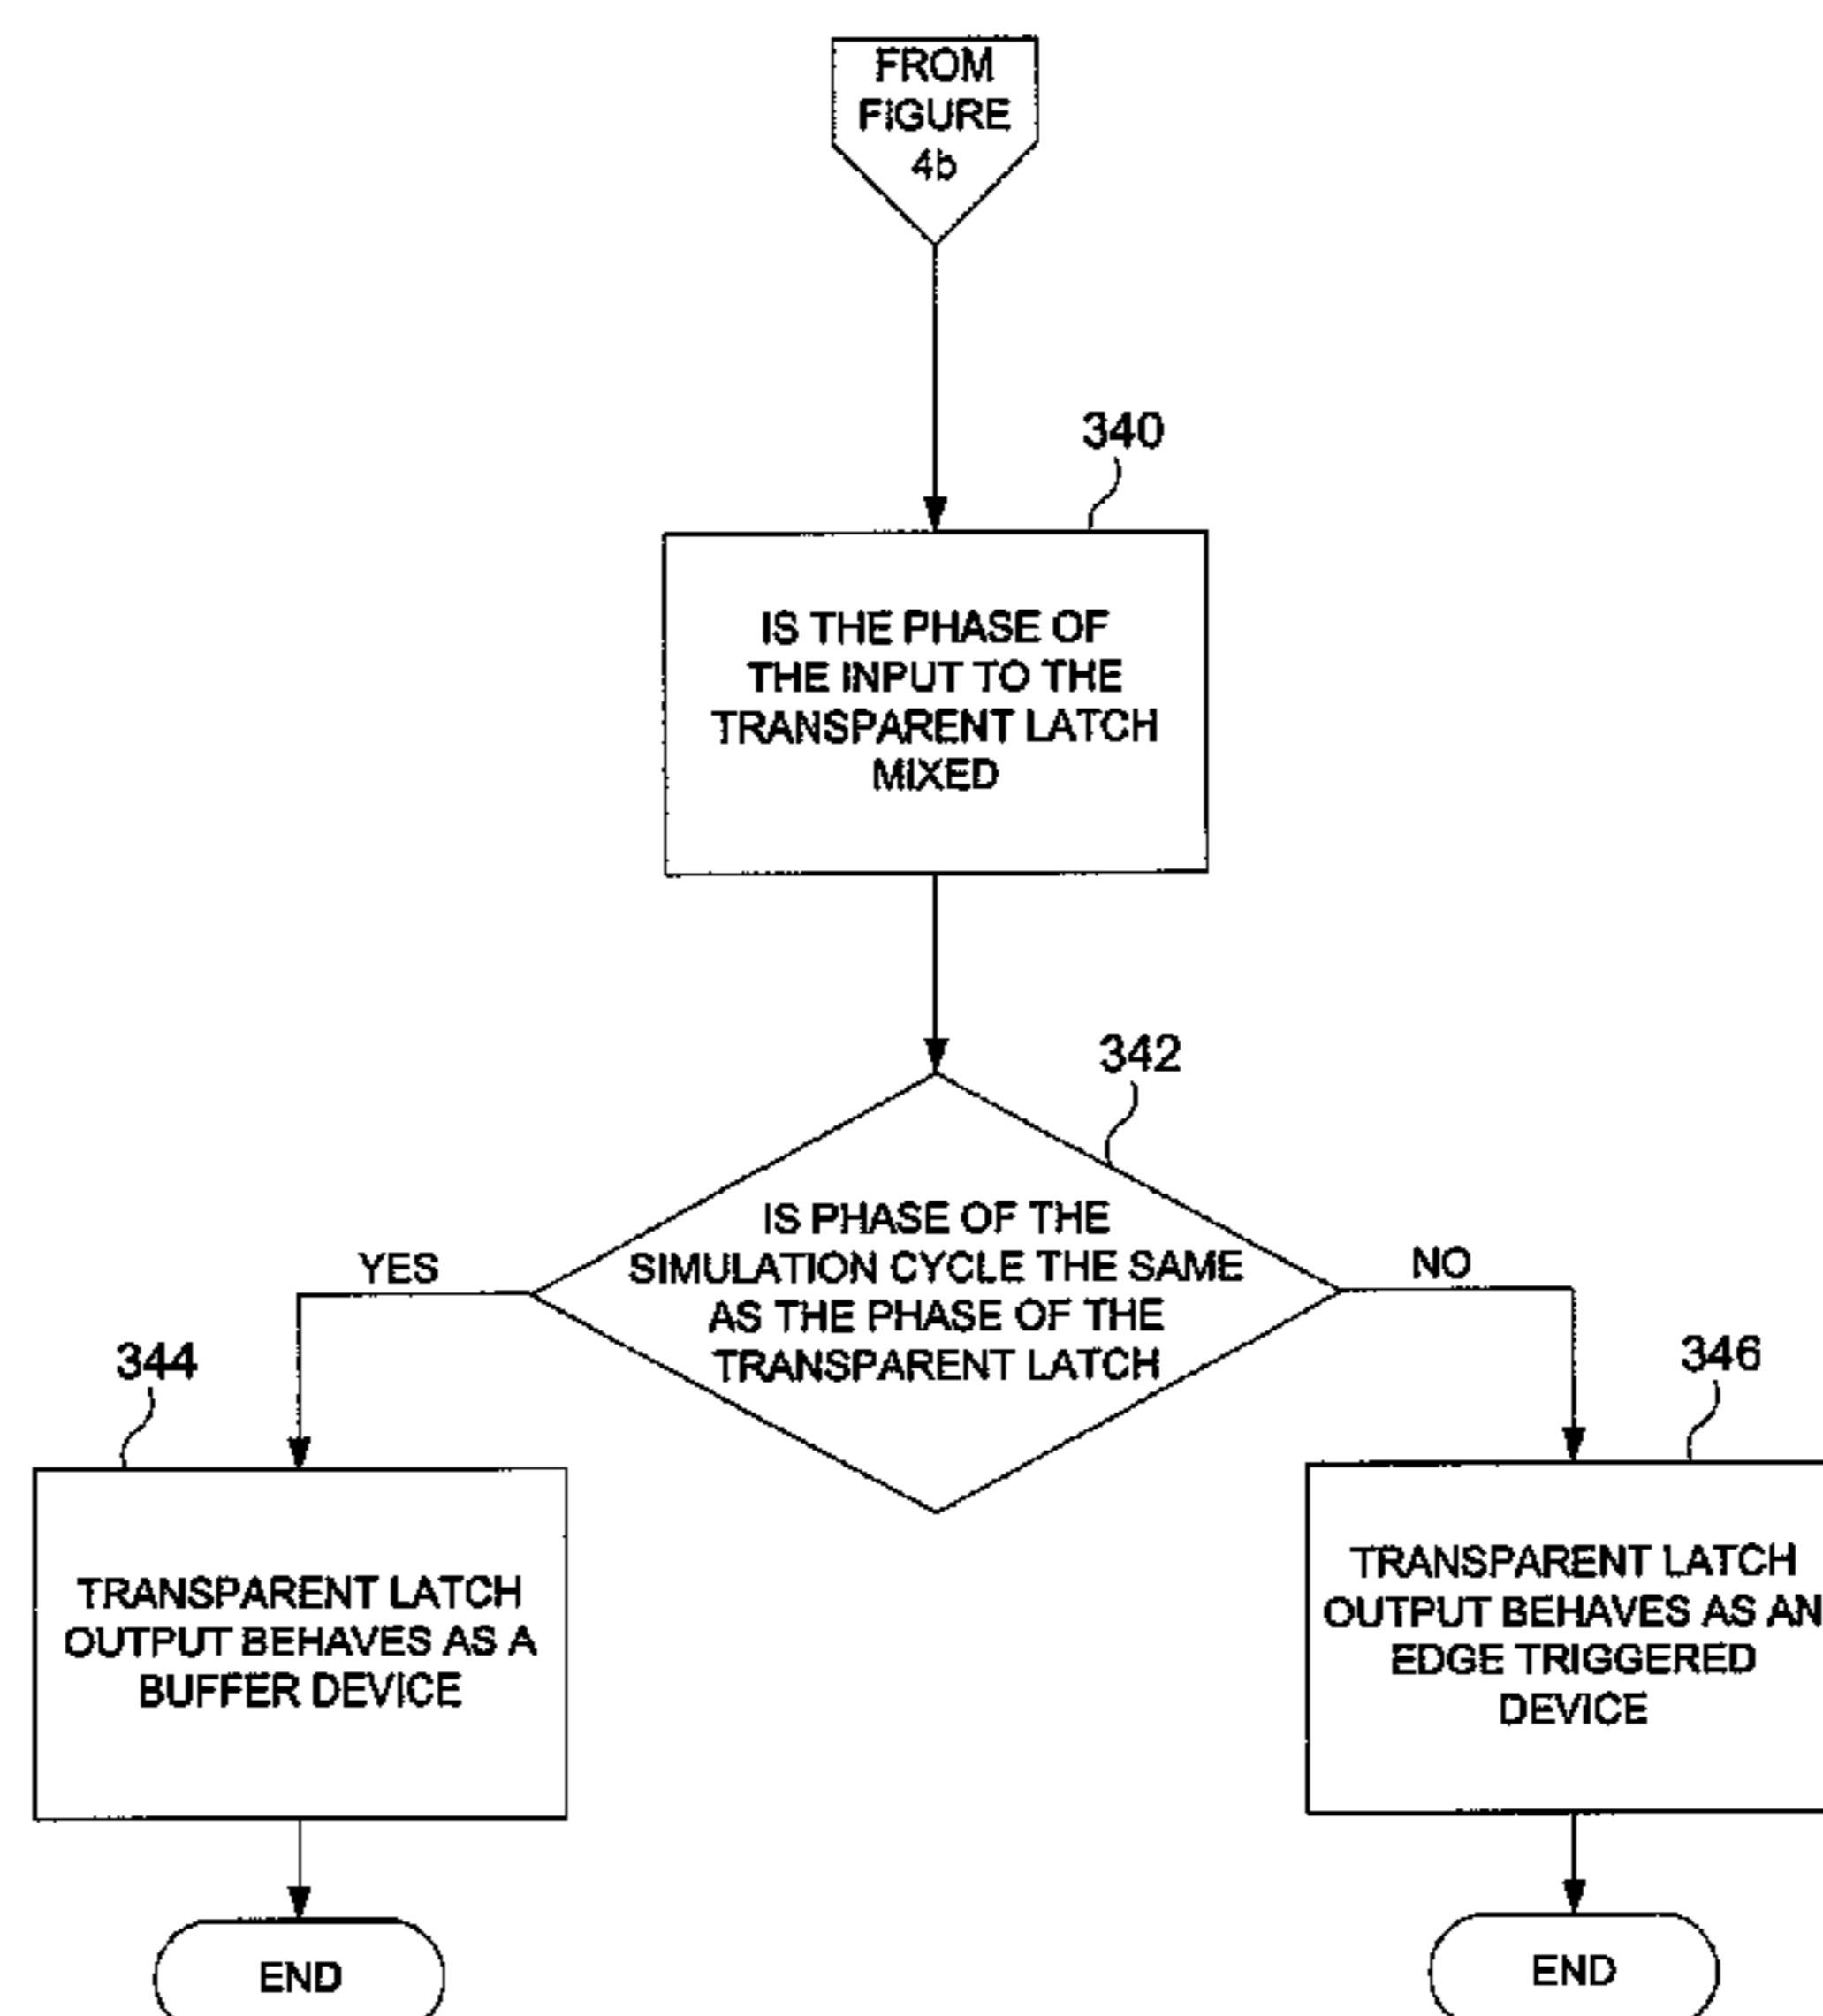 FROM
FIGURE
4b
340
IS THE PHASE OF
THE INPUT TO THE
TRANSPARENT LATCH
MIXED
342
IS PHASE OF THE
SIMULATION CYCLE THE SAME
AS THE PHASE OF THE
TRANSPARENT LATCH
YES
NO
344
TRANSPARENT LATCH
OUTPUT BEHAVES AS A
BUFFER DEVICE
346
TRANSPARENT LATCH
OUTPUT BEHAVES AS AN
EDGE TRIGGERED
DEVICE
END
END